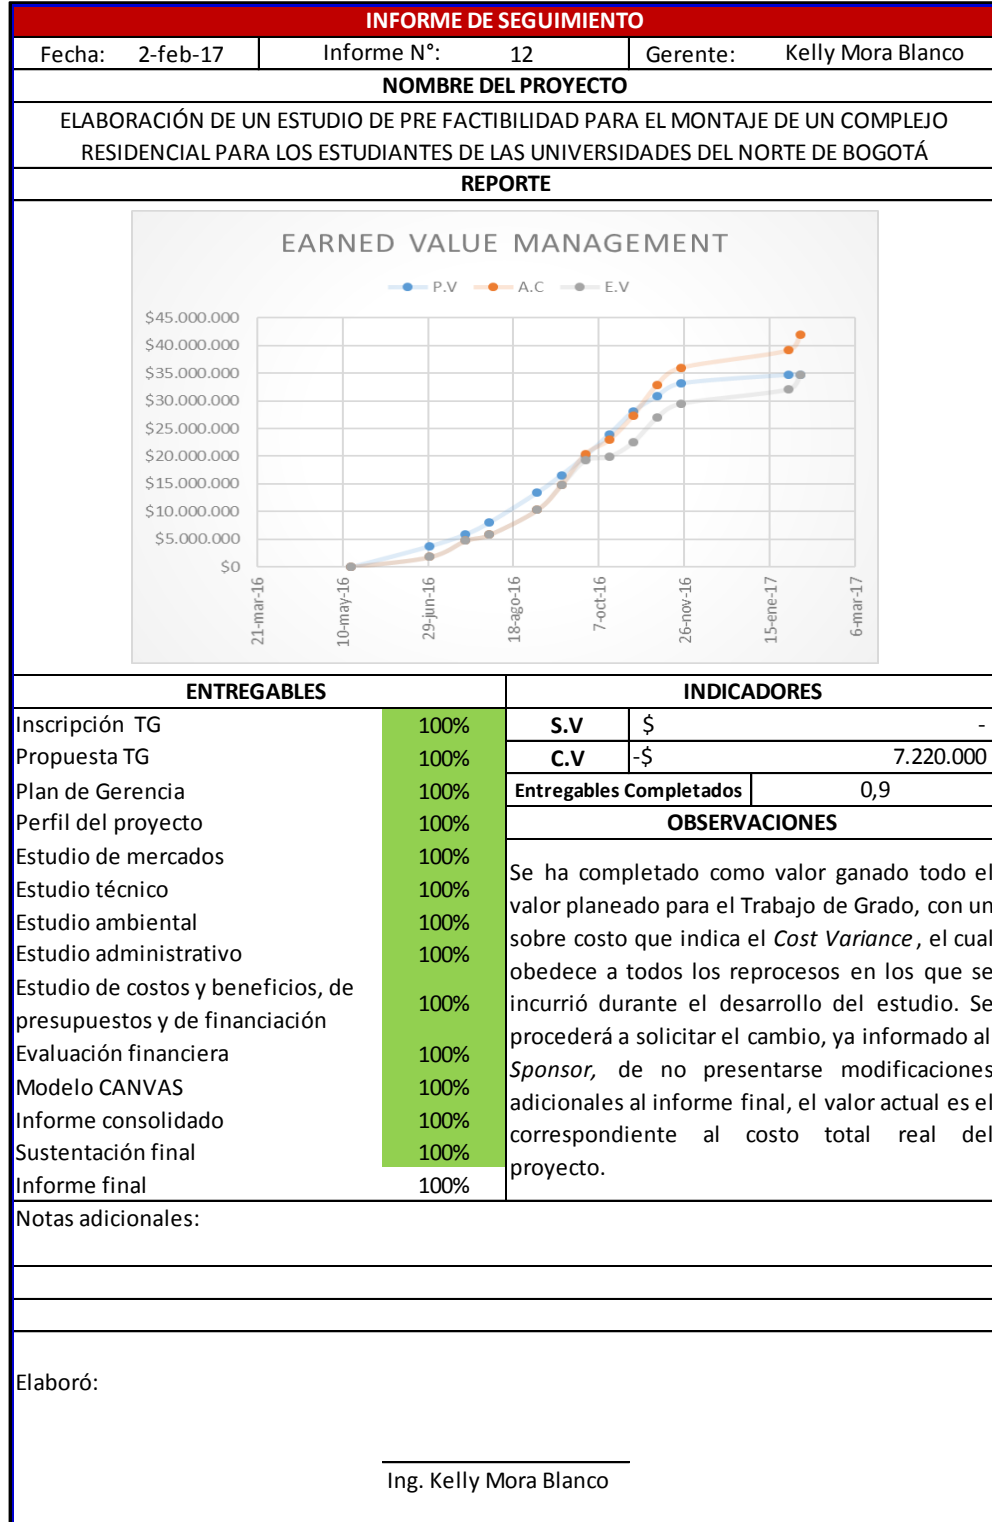 INFORME DE SEGUIMIENTO
Fecha: 2-feb-17 Informe N°: 12 Gerente: Kelly Mora Blanco
NOMBRE DEL PROYECTO
ELABORACIÓN DE UN ESTUDIO DE PRE FACTIBILIDAD PARA EL MONTAJE DE UN COMPLEJO
RESIDENCIAL PARA LOS ESTUDIANTES DE LAS UNIVERSIDADES DEL NORTE DE BOGOTÁ
REPORTE
EARNED VALUE MANAGEMENT
P.V A.C E.V
$45.000.000
$40.000.000
$35.000.000
$30.000.000
$25.000.000
$20.000.000
$15.000.000
$10.000.000
$5.000.000
$0
21-mar-16
10-may-16
29-jun-16
18-ago-16
7-oct-16
26-nov-16
15-ene-17
6-mar-17
ENTREGABLES
Inscripción TG 100%
Propuesta TG 100%
Plan de Gerencia 100%
Perfil del proyecto 100%
Estudio de mercados 100%
Estudio técnico 100%
Estudio ambiental 100%
Estudio administrativo 100%
Estudio de costos y beneficios, de
presupuestos y de financiación 100%
Evaluación financiera 100%
Modelo CANVAS 100%
Informe consolidado 100%
Sustentación final 100%
Informe final 100%
INDICADORES
S.V $ -
C.V -$ 7.220.000
Entregables Completados 0,9
OBSERVACIONES
Se ha completado como valor ganado todo el
valor planeado para el Trabajo de Grado, con un
sobre costo que indica el Cost Variance, el cual
obedece a todos los reprocesos en los que se
incurrió durante el desarrollo del estudio. Se
procederá a solicitar el cambio, ya informado al
Sponsor, de no presentarse modificaciones
adicionales al informe final, el valor actual es el
correspondiente al costo total real del
proyecto.
Notas adicionales:
Elaboró:
Ing. Kelly Mora Blanco